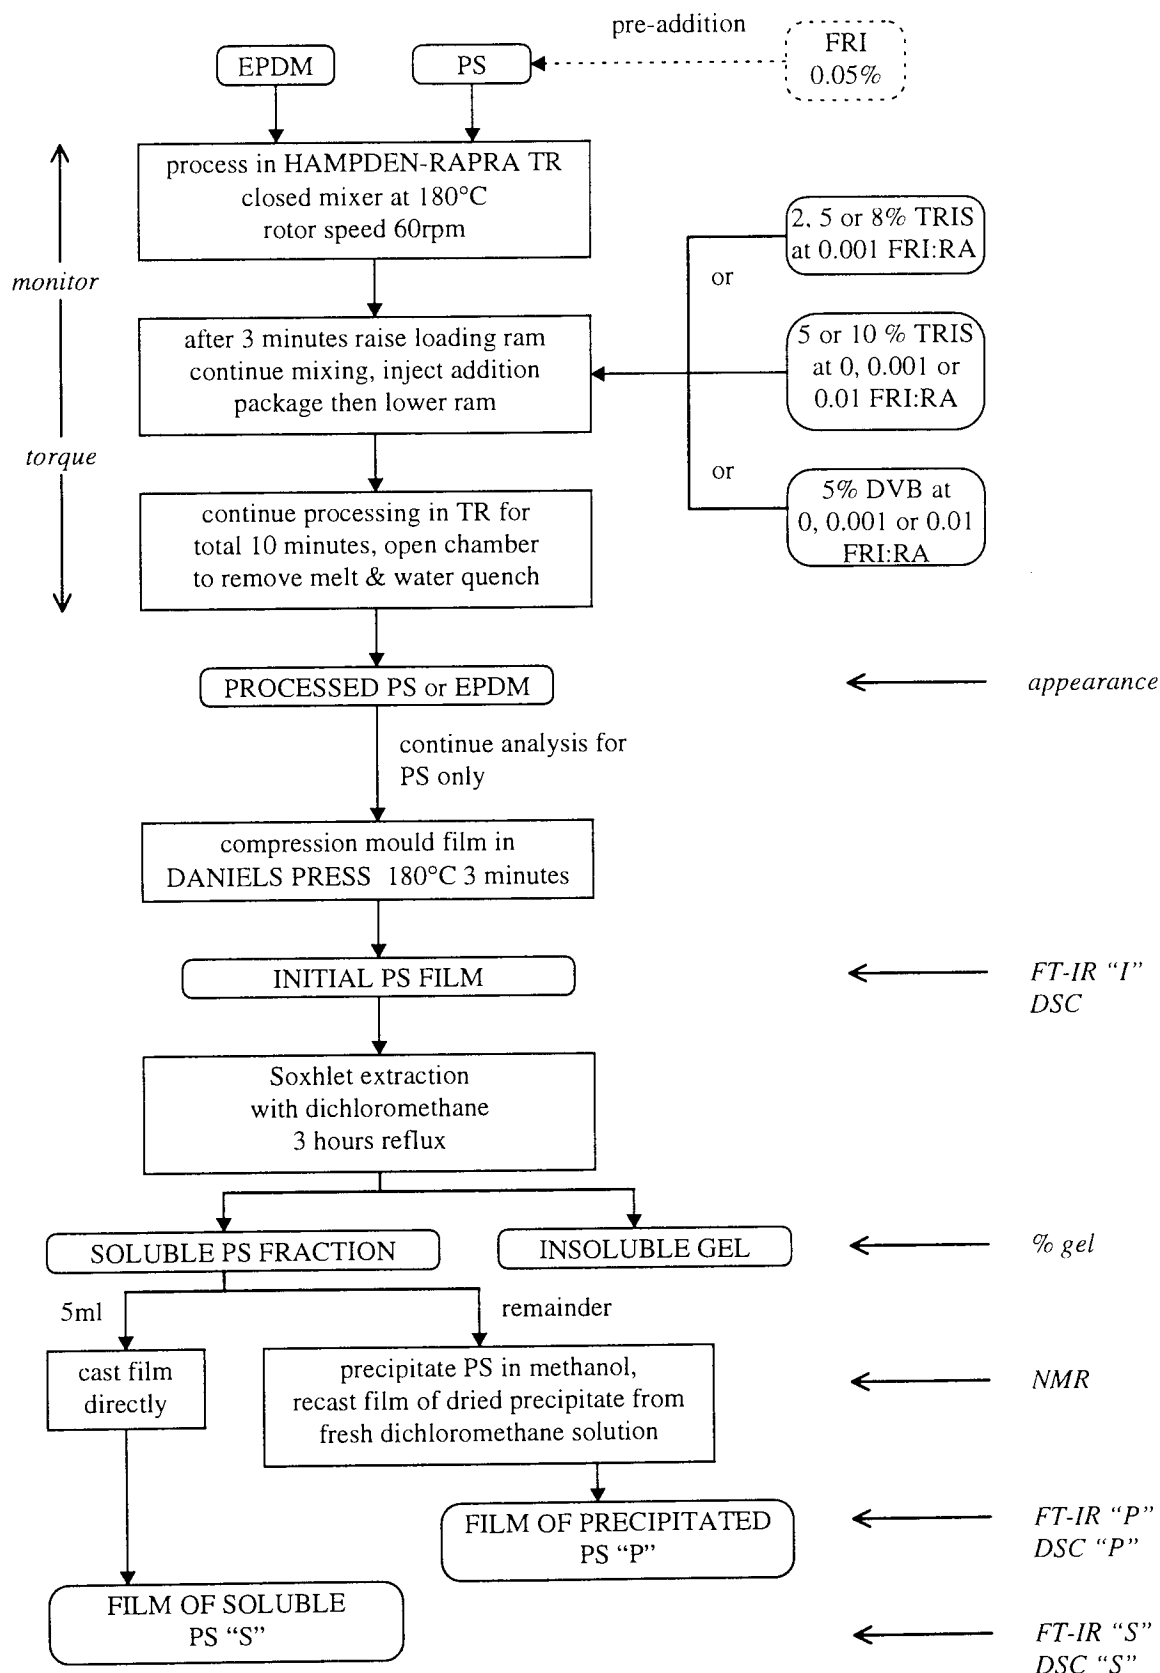 pre-addition
EPDM
PS
FRI
0.05%
process in HAMPDEN-RAPRA TR
closed mixer at 180°C
rotor speed 60rpm
2, 5 or 8% TRIS
at 0.001 FRI:RA
or
monitor
after 3 minutes raise loading ram
continue mixing, inject addition
package then lower ram
5 or 10 % TRIS
at 0, 0.001 or
0.01 FRI:RA
torque
or
continue processing in TR for
total 10 minutes, open chamber
to remove melt & water quench
5% DVB at
0, 0.001 or 0.01
FRI:RA
PROCESSED PS or EPDM
appearance
continue analysis for
PS only
compression mould film in
DANIELS PRESS 180°C 3 minutes
INITIAL PS FILM
FT-IR “I”
DSC
Soxhlet extraction
with dichloromethane
3 hours reflux
SOLUBLE PS FRACTION
INSOLUBLE GEL
% gel
5ml
remainder
cast film
directly
precipitate PS in methanol,
recast film of dried precipitate from
fresh dichloromethane solution
NMR
FILM OF PRECIPITATED
PS “P”
FT-IR “P”
DSC “P”
FILM OF SOLUBLE
PS “S”
FT-IR “S”
DSC “S”